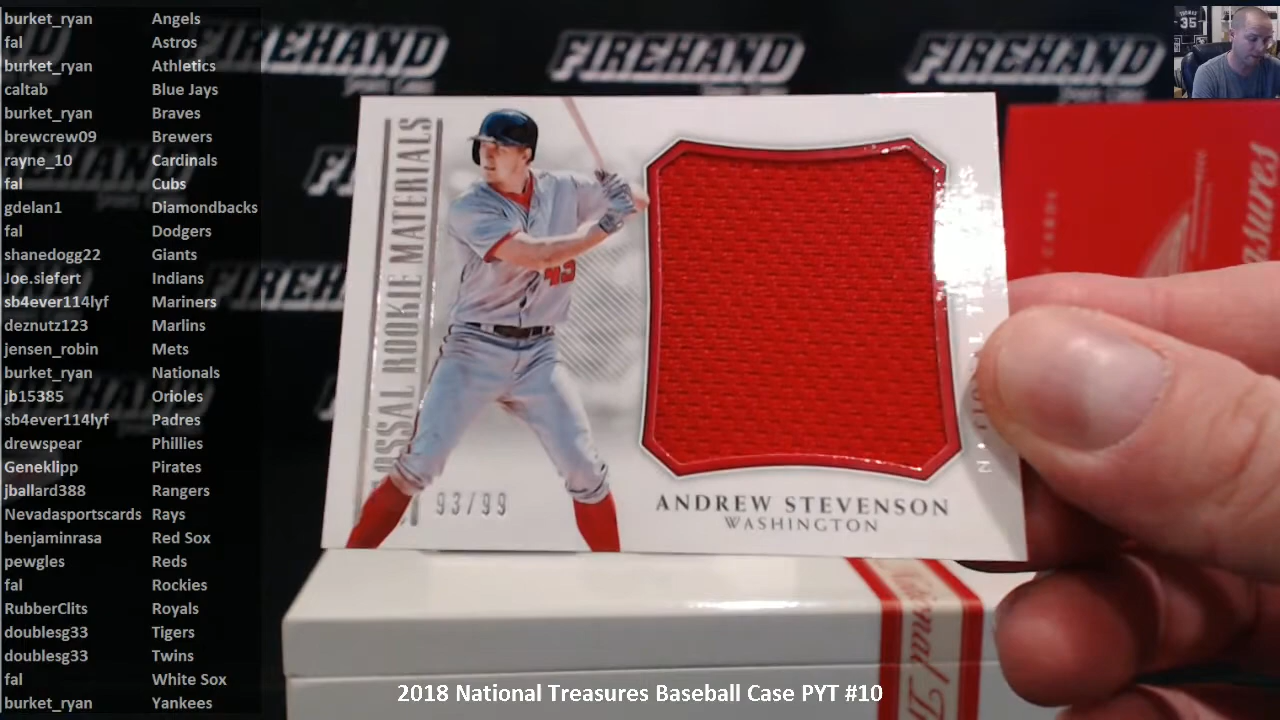 burket_ryan Angels
fal Astros
burket_ryan Athletics
caltab Blue Jays
burket_ryan Braves
brewcrew09 Brewers
rayne_10 Cardinals
fal Cubs
gdelan1 Diamondbacks
fal Dodgers
shanedogg22 Giants
Joe.siefert Indians
sb4ever114lyf Mariners
deznutz123 Marlins
jensen_robin Mets
burket_ryan Nationals
jb15385 Orioles
sb4ever114lyf Padres
drewspear Phillies
Geneklipp Pirates
jballard388 Rangers
Nevadasportscards Rays
benjaminrasa Red Sox
pewgles Reds
fal Rockies
RubberClits Royals
doublesg33 Tigers
doublesg33 Twins
fal White Sox
burket_ryan Yankees
FIREHAND FIREHAND FIREHAND
35
ROOKIE MATERIALS
45
93/99
ANDREW STEVENSON
WASHINGTON
2018 National Treasures Baseball Case PYT #10